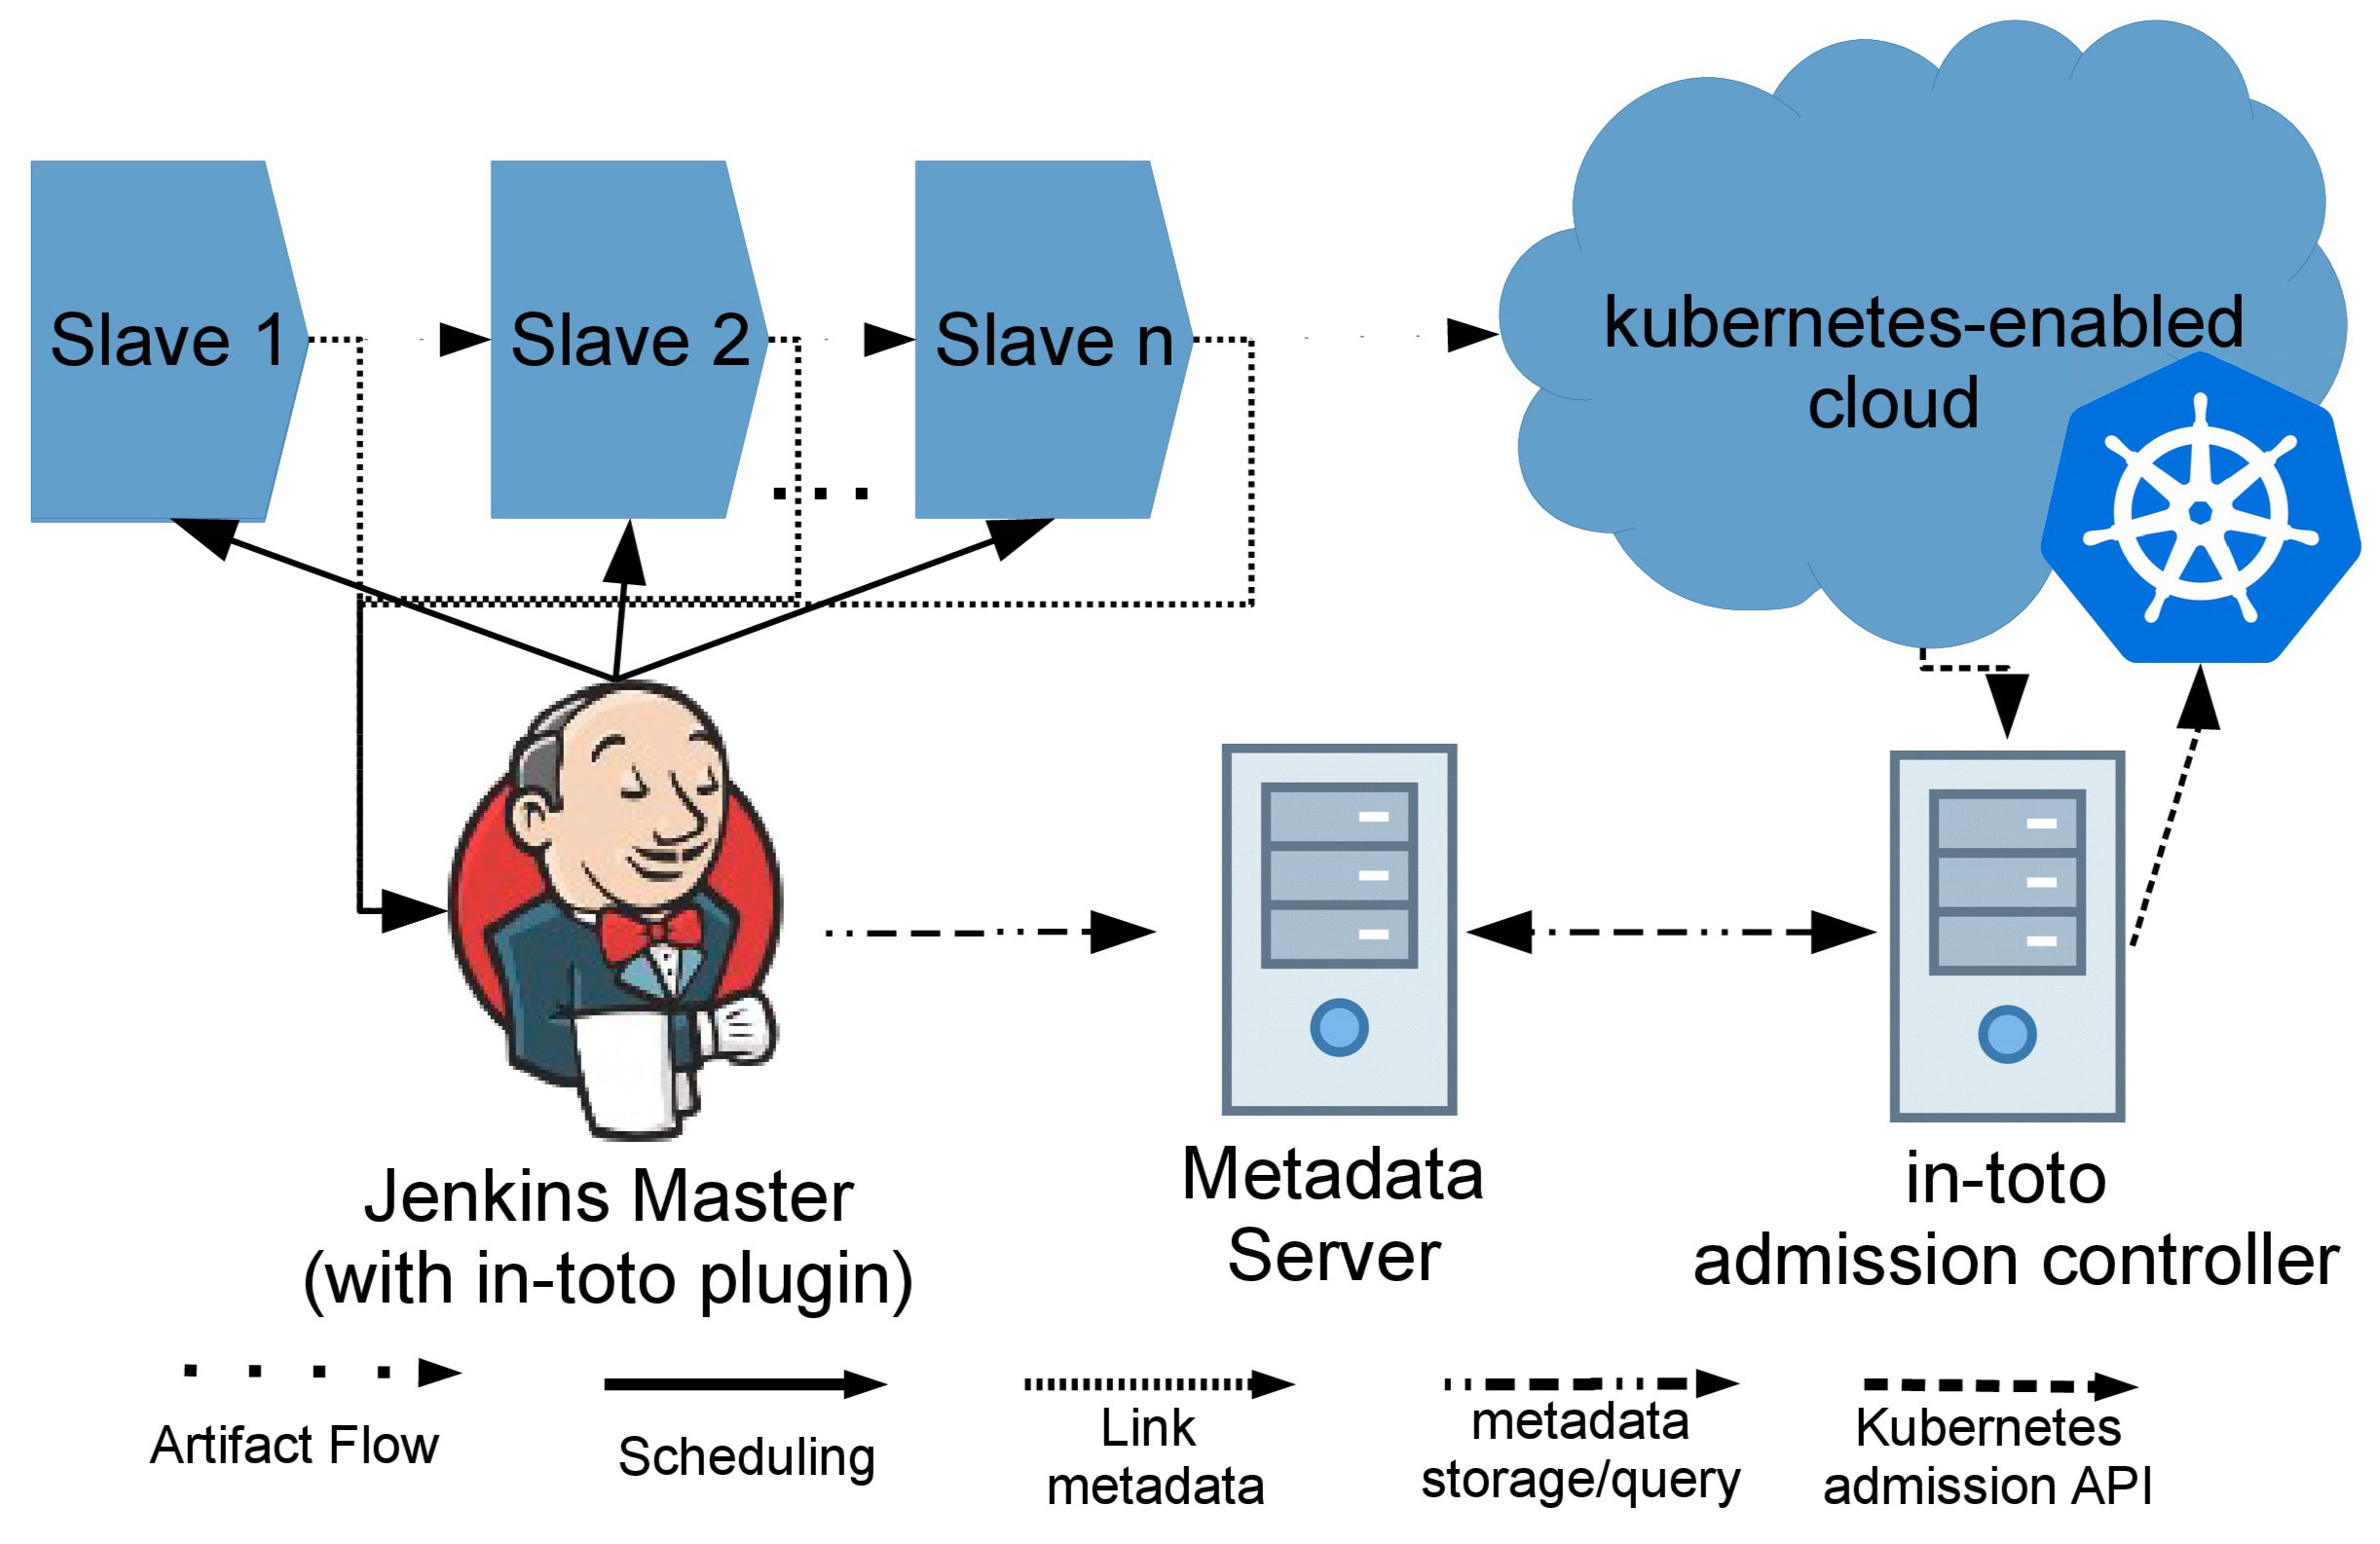 Slave 1
Slave 2
Slave n
kubernetes-enabled
cloud
. . .
Jenkins Master
(with in-toto plugin)
Metadata
Server
in-toto
admission controller
Artifact Flow
Scheduling
Link
metadata
metadata
storage/query
Kubernetes
admission API